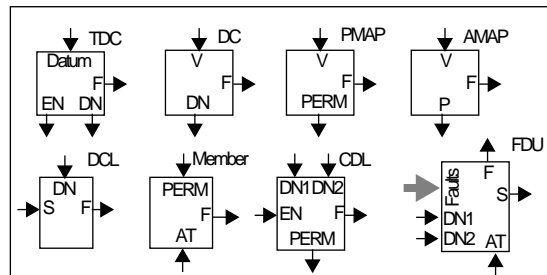 TDC DC PMAP AMAP
Datum V V V
F F F F
EN DN DN PERM P
DCL Member CDL FDU
DN PERM DN1 DN2 Faults F
S F F EN F S
DN1
AT PERM DN2 AT